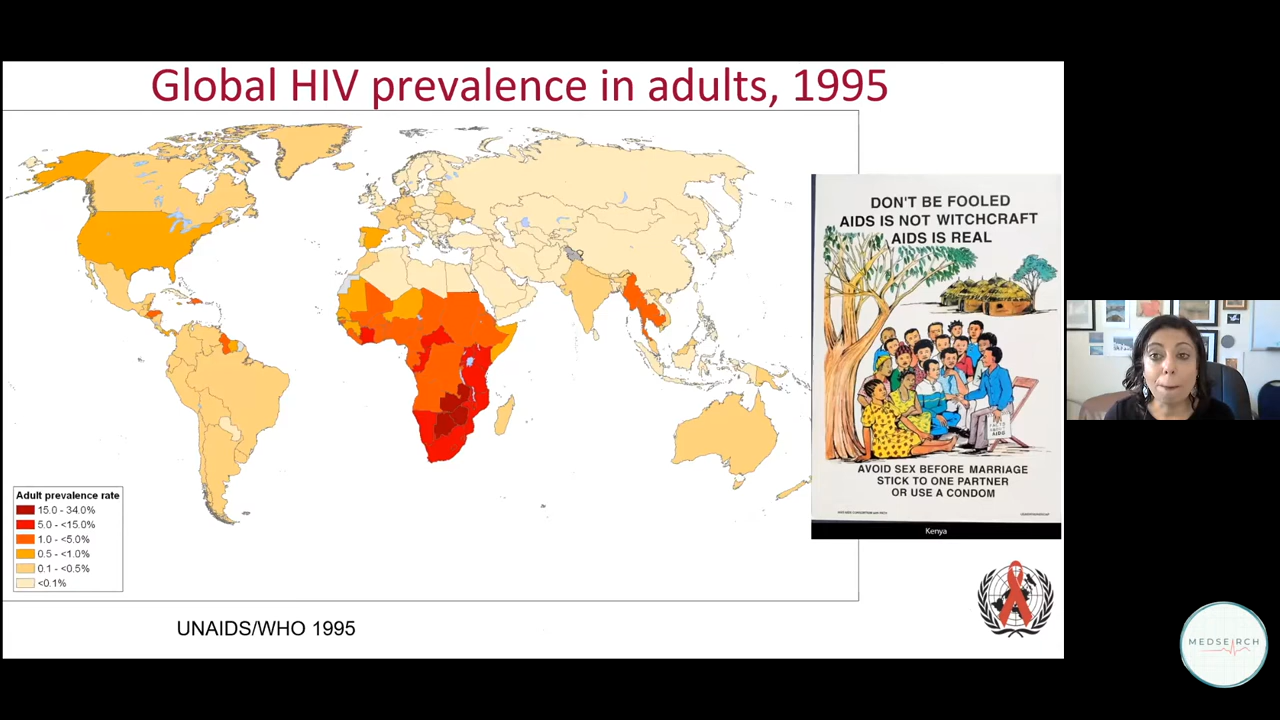 Global HIV prevalence in adults, 1995
DON'T BE FOOLED
AIDS IS NOT WITCHCRAFT
AIDS IS REAL
FACTS
ABOUT
AIDS
AVOID SEX BEFORE MARRIAGE
STICK TO ONE PARTNER
OR USE A CONDOM
Kenya
Adult prevalence rate
15.0 - 34.0%
5.0 - <15.0%
1.0 - <5.0%
0.5 - <1.0%
0.1 - <0.5%
<0.1%
UNAIDS/WHO 1995
MEDSEARCH